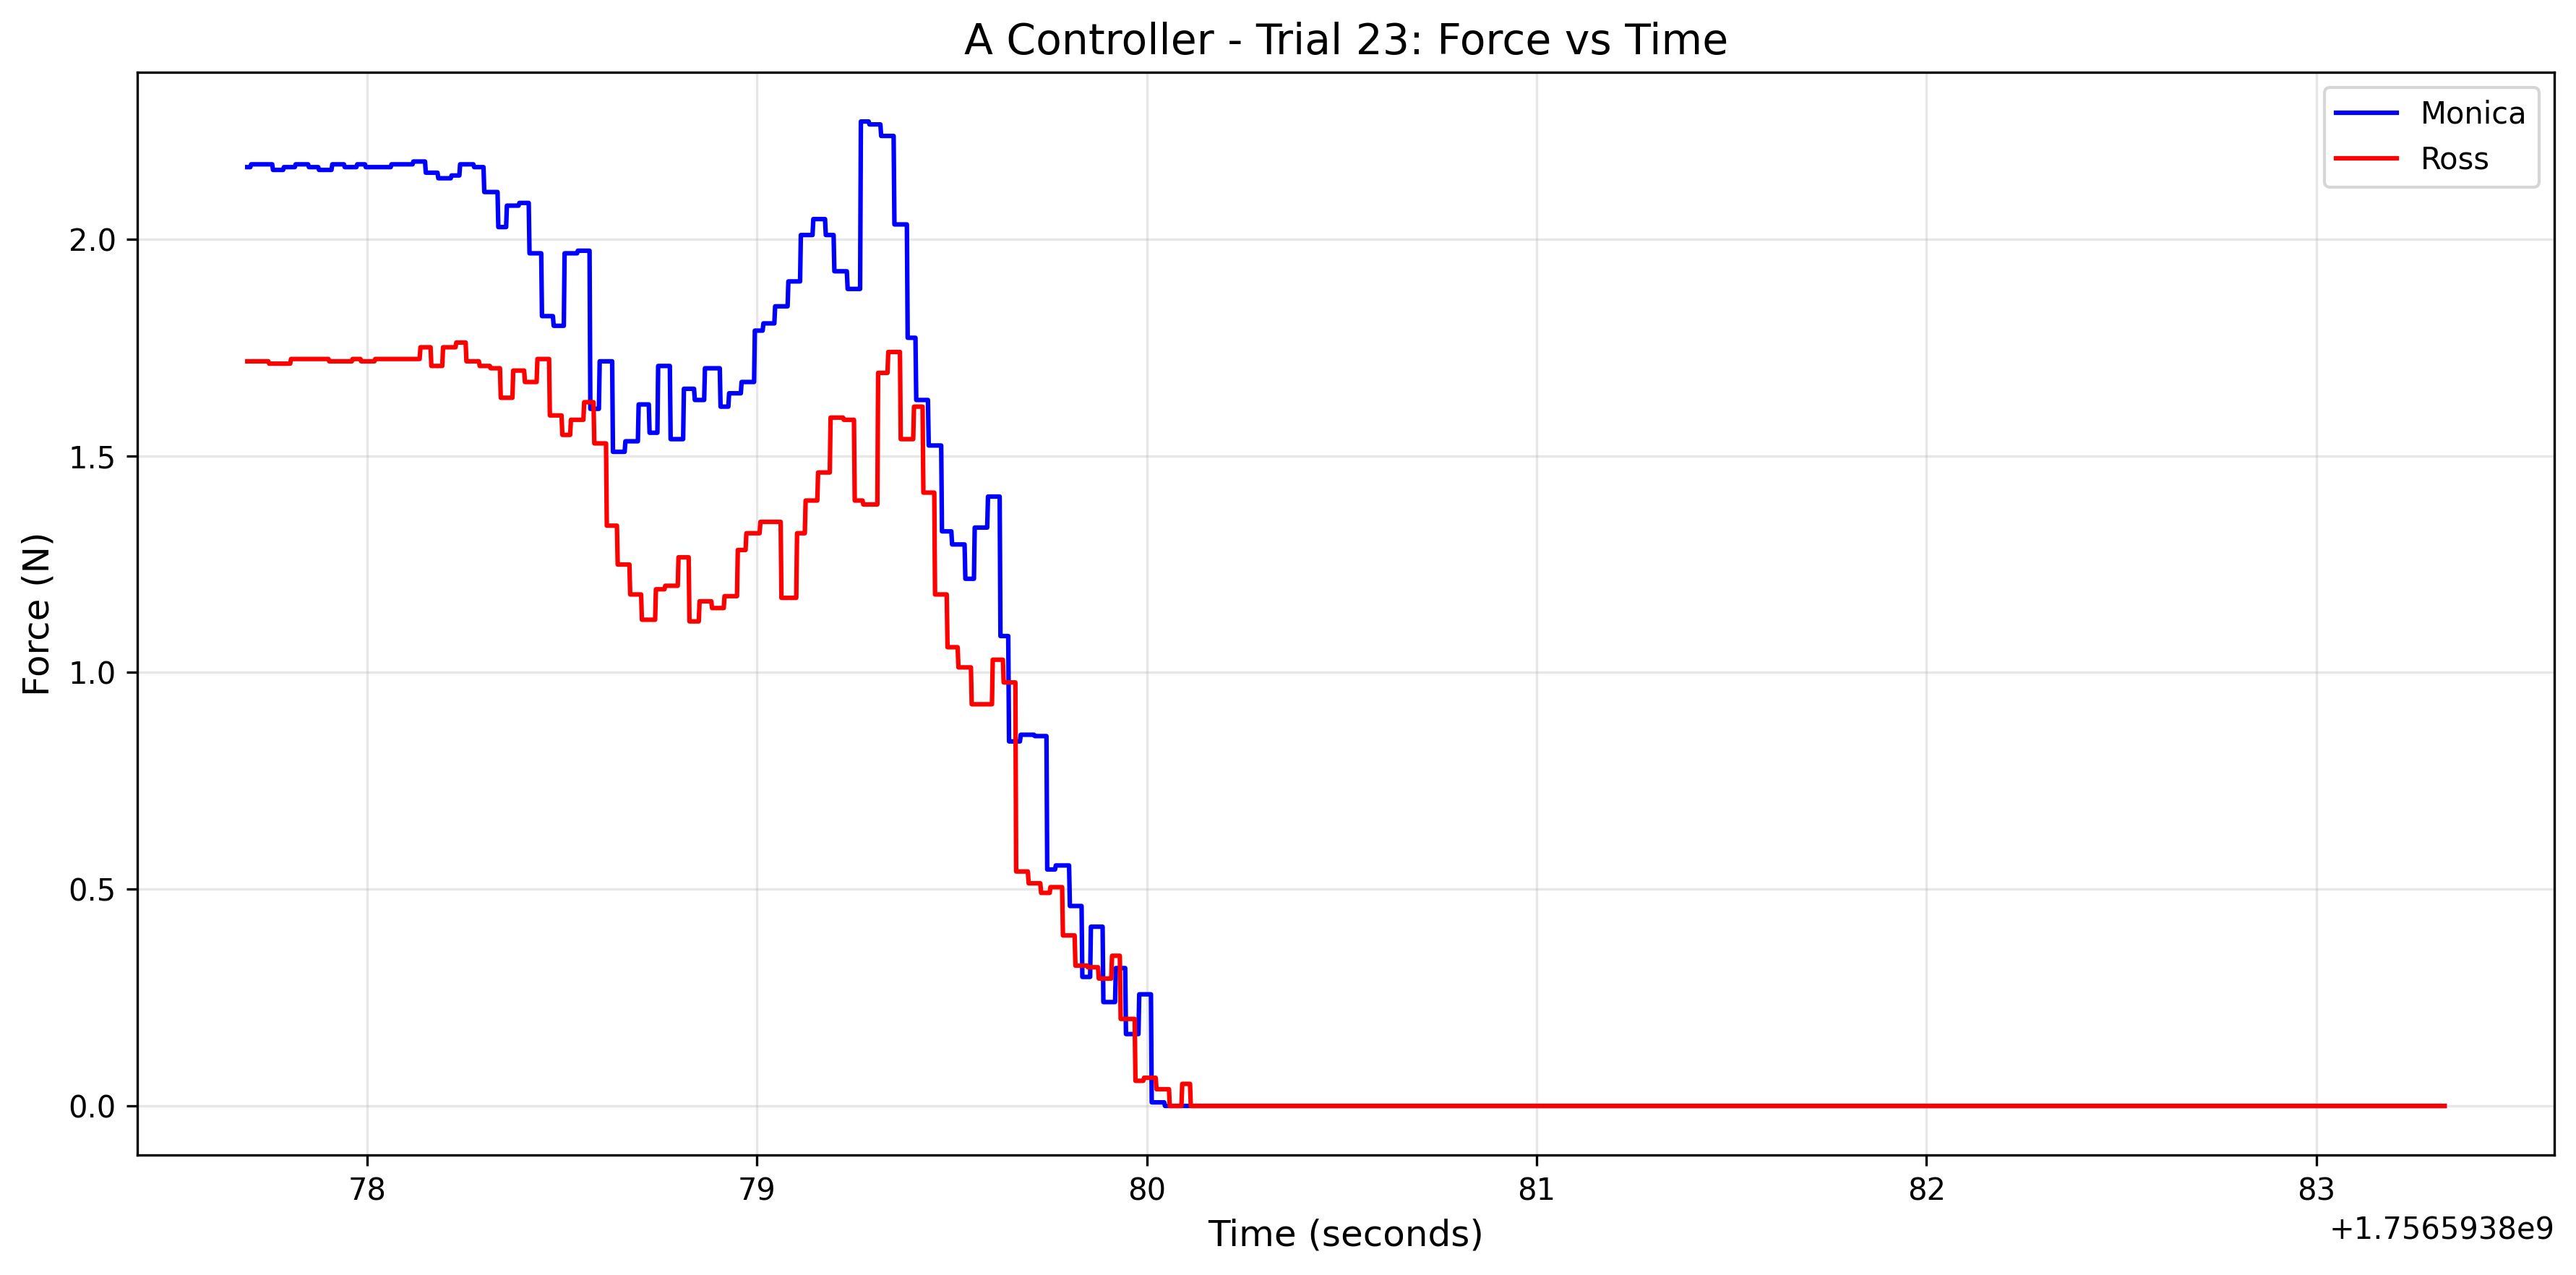 A Controller - Trial 23: Force vs Time
Monica
Ross
Force (N)
2.0
1.5
1.0
0.5
0.0
78 79 80 81 82 83
+1.7565938e9
Time (seconds)